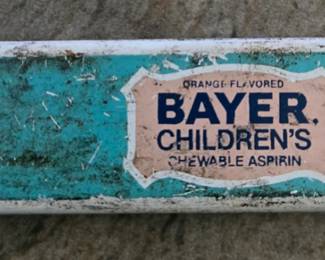 ORANGE FLAVORED
BAYER.
CHILDREN'S
CHEWABLE ASPIRIN